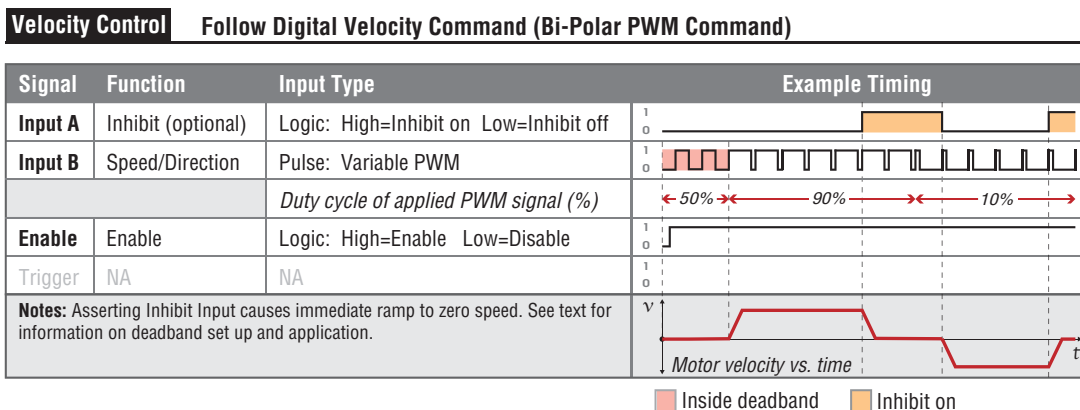 Velocity Control Follow Digital Velocity Command (Bi-Polar PWM Command)
Signal Function Input Type Example Timing
Input A Inhibit (optional) Logic: High=Inhibit on Low=Inhibit off 1
0
Input B Speed/Direction Pulse: Variable PWM 1
0
Duty cycle of applied PWM signal (%) 50% 90% 10%
Enable Enable Logic: High=Enable Low=Disable 1
0
Trigger NA NA 1
0
Notes: Asserting Inhibit Input causes immediate ramp to zero speed. See text for
information on deadband set up and application.
v
t
Motor velocity vs. time
Inside deadband Inhibit on